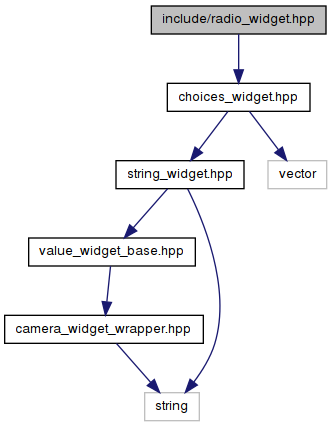 include/radio_widget.hpp
choices_widget.hpp
string_widget.hpp
vector
value_widget_base.hpp
camera_widget_wrapper.hpp
string